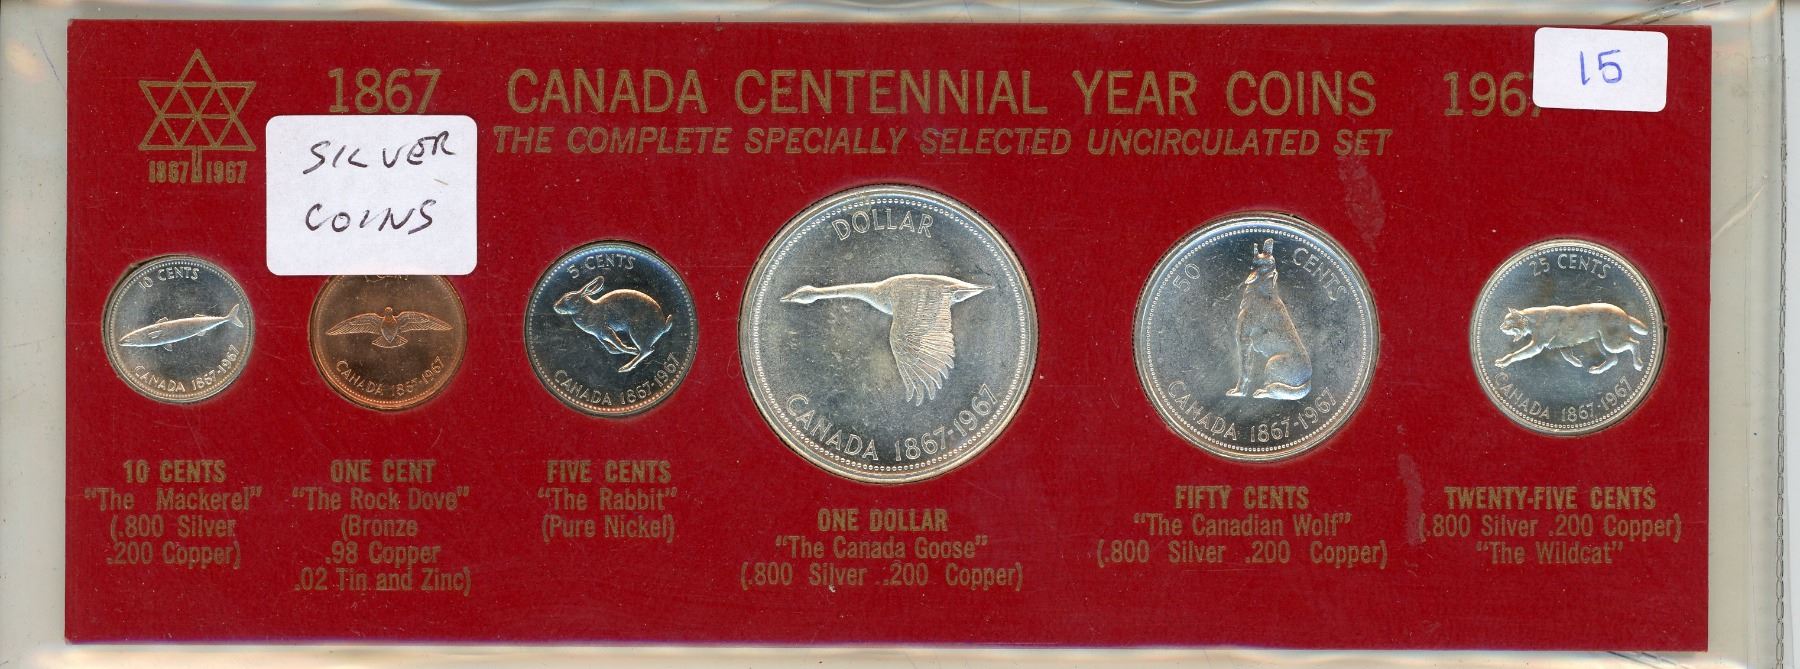 1867 CANADA CENTENNIAL YEAR COINS 196
15
THE COMPLETE SPECIALLY SELECTED UNCIRCULATED SET
1867 1967
SILVER
COINS
10 CENTS
CANADA 1867-1967
CENT
CANADA 1867-1967
5 CENTS
CANADA 1867-1967
DOLLAR
CANADA 1867-1967
50 CENTS
CANADA 1867-1967
25 CENTS
CANADA 1867-1967
10 CENTS
"The Mackerel"
(.800 Silver
.200 Copper)
ONE CENT
"The Rock Dove"
(Bronze
.98 Copper
.02 Tin and Zinc)
FIVE CENTS
"The Rabbit"
(Pure Nickel)
ONE DOLLAR
"The Canada Goose"
(.800 Silver .200 Copper)
FIFTY CENTS
"The Canadian Wolf"
(.800 Silver .200 Copper)
TWENTY-FIVE CENTS
(.800 Silver .200 Copper)
"The Wildcat"